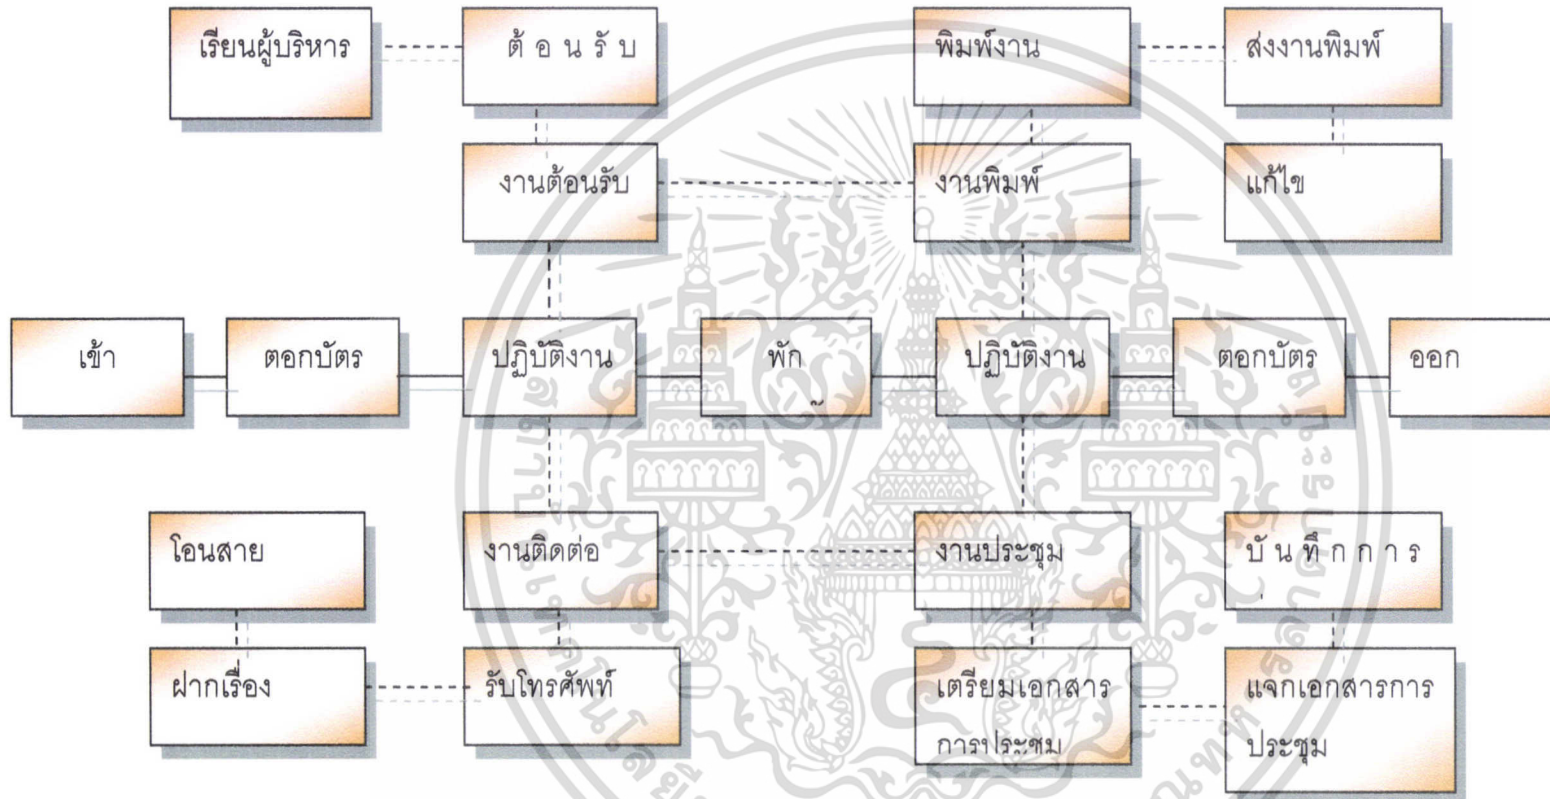 เรียนผู้บริหาร
ต้ อ น รั บ
พิมพ์งาน
ส่งงานพิมพ์
งานต้อนรับ
งานพิมพ์
แก้ไข
เข้า
ตอกบัตร
ปฏิบัติงาน
พัก
ปฏิบัติงาน
ตอกบัตร
ออก
โอนสาย
งานติดต่อ
งานประชุม
บั น ทึ ก ก า ร
ฝากเรื่อง
รับโทรศัพท์
เตรียมเอกสาร
การประชุม
แจกเอกสารการ
ประชุม